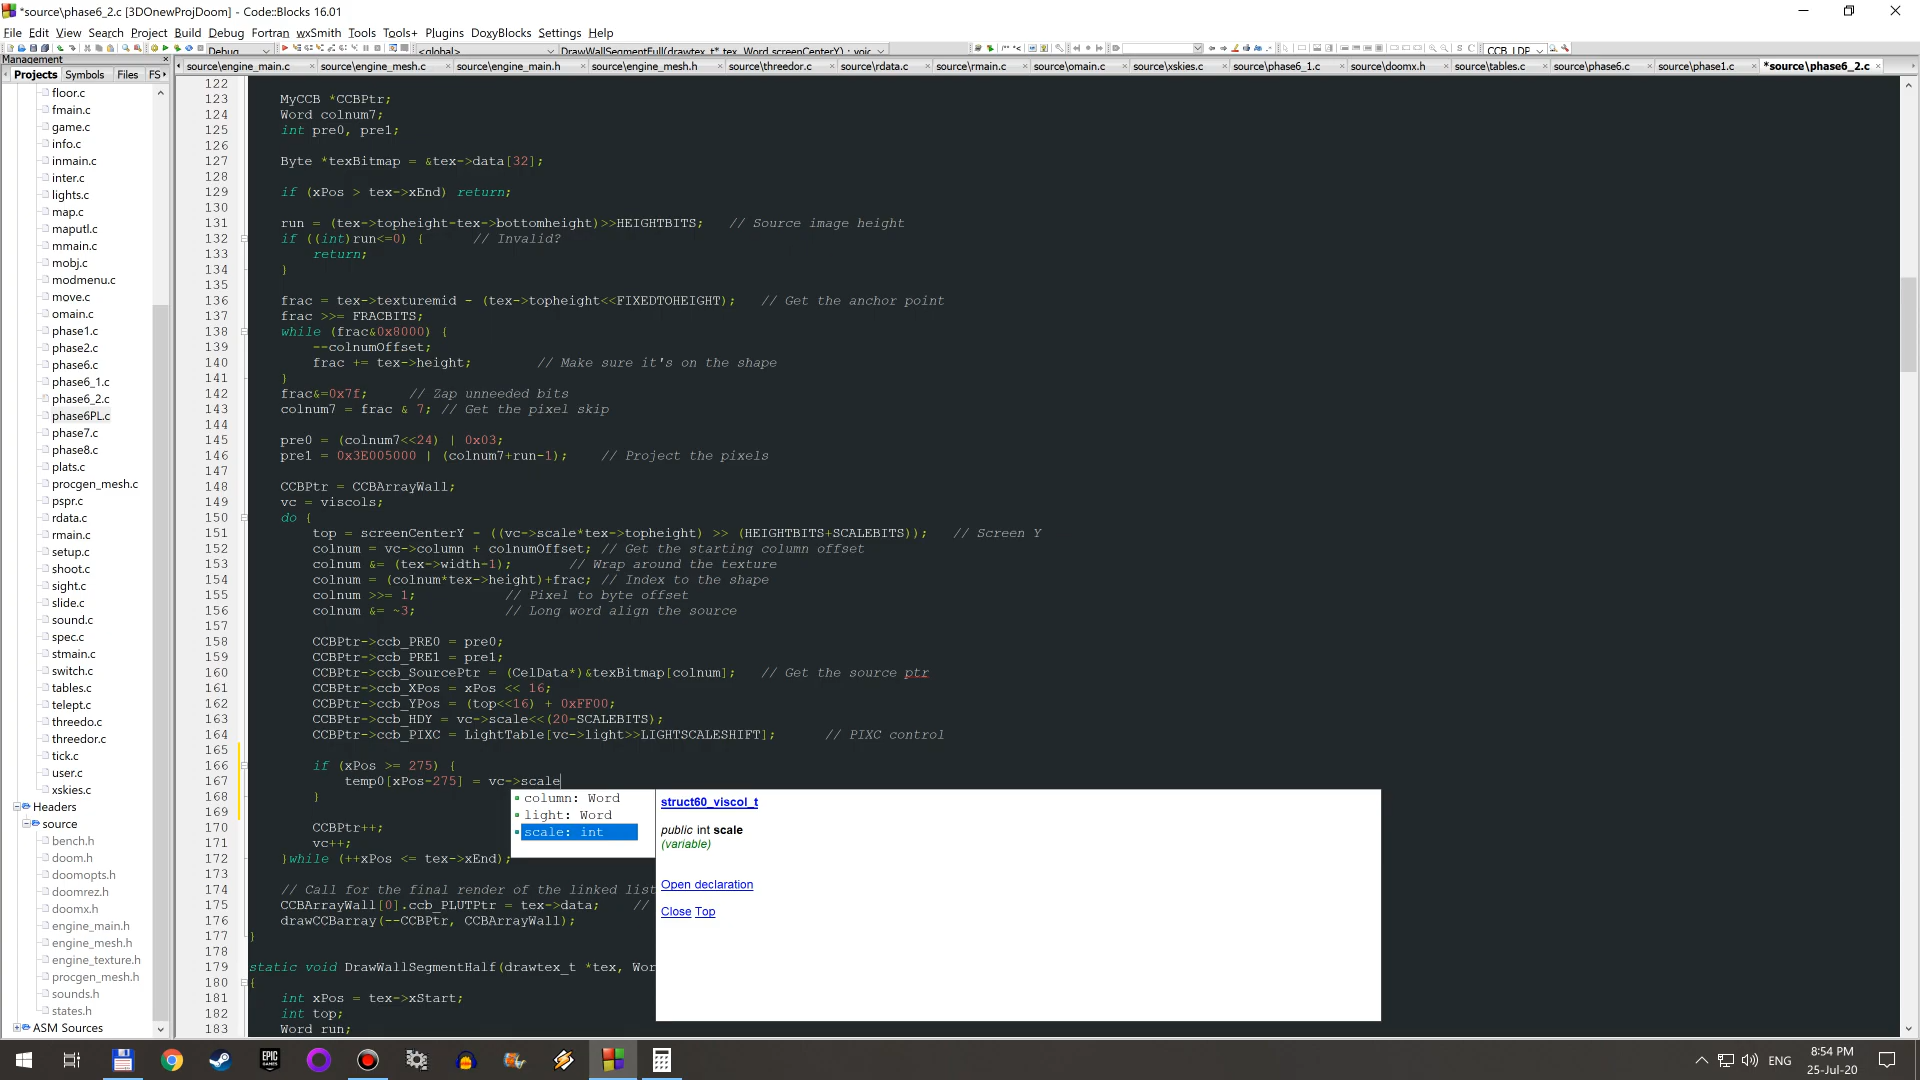 *source\phase6_2.c [3DOnewProjDoom] - Code::Blocks 16.01
File Edit View Search Project Build Debug Fortran wxSmith Tools Tools+ Plugins DoxyBlocks Settings Help
Debug <global> DrawWallSegmentFull(drawtex_t* tex, Word screenCenterY) : voic CCB_LDP
Management
Projects Symbols Files FS
source\engine_main.c source\engine_mesh.c source\engine_main.h source\engine_mesh.h source\threedor.c source\rdata.c source\rmain.c source\omain.c source\xskies.c source\phase6_1.c source\doomx.h source\tables.c source\phase6.c source\phase1.c *source\phase6_2.c
floor.c
fmain.c
game.c
info.c
inmain.c
inter.c
lights.c
map.c
maputl.c
mmain.c
mobj.c
modmenu.c
move.c
omain.c
phase1.c
phase2.c
phase6.c
phase6_1.c
phase6_2.c
phase6PL.c
phase7.c
phase8.c
plats.c
procgen_mesh.c
pspr.c
rdata.c
rmain.c
setup.c
shoot.c
sight.c
slide.c
sound.c
spec.c
stmain.c
switch.c
tables.c
telept.c
threedo.c
threedor.c
tick.c
user.c
xskies.c
Headers
source
bench.h
doom.h
doomopts.h
doomrez.h
doomx.h
engine_main.h
engine_mesh.h
engine_texture.h
procgen_mesh.h
sounds.h
states.h
ASM Sources
122
123 MyCCB *CCBPtr;
124 Word colnum7;
125 int pre0, pre1;
126
127 Byte *texBitmap = &tex->data[32];
128
129 if (xPos > tex->xEnd) return;
130
131 run = (tex->topheight-tex->bottomheight)>>HEIGHTBITS; // Source image height
132 if ((int)run<=0) { // Invalid?
133 return;
134 }
135
136 frac = tex->texturemid - (tex->topheight<<FIXEDTOHEIGHT); // Get the anchor point
137 frac >>= FRACBITS;
138 while (frac&0x8000) {
139 --colnumOffset;
140 frac += tex->height; // Make sure it's on the shape
141 }
142 frac&=0x7f; // Zap unneeded bits
143 colnum7 = frac & 7; // Get the pixel skip
144
145 pre0 = (colnum7<<24) | 0x03;
146 pre1 = 0x3E005000 | (colnum7+run-1); // Project the pixels
147
148 CCBPtr = CCBArrayWall;
149 vc = viscols;
150 do {
151 top = screenCenterY - ((vc->scale*tex->topheight) >> (HEIGHTBITS+SCALEBITS)); // Screen Y
152 colnum = vc->column + colnumOffset; // Get the starting column offset
153 colnum &= (tex->width-1); // Wrap around the texture
154 colnum = (colnum*tex->height)+frac; // Index to the shape
155 colnum >>= 1; // Pixel to byte offset
156 colnum &= ~3; // Long word align the source
157
158 CCBPtr->ccb_PRE0 = pre0;
159 CCBPtr->ccb_PRE1 = pre1;
160 CCBPtr->ccb_SourcePtr = (CelData*)&texBitmap[colnum]; // Get the source ptr
161 CCBPtr->ccb_XPos = xPos << 16;
162 CCBPtr->ccb_YPos = (top<<16) + 0xFF00;
163 CCBPtr->ccb_HDY = vc->scale<<(20-SCALEBITS);
164 CCBPtr->ccb_PIXC = LightTable[vc->light>>LIGHTSCALESHIFT]; // PIXC control
165
166 if (xPos >= 275) {
167 temp0[xPos-275] = vc->scale
168 }
169
170 CCBPtr++;
171 vc++;
172 }while (++xPos <= tex->xEnd);
173
174 // Call for the final render of the linked list
175 CCBArrayWall[0].ccb_PLUTPtr = tex->data; //
176 drawCCBarray(--CCBPtr, CCBArrayWall);
177 }
178
179 static void DrawWallSegmentHalf(drawtex_t *tex, Wor
180 {
181 int xPos = tex->xStart;
182 int top;
183 Word run;
column: Word
light: Word
scale: int
struct60_viscol_t
public int scale
(variable)
Open declaration
Close Top
EPIC GAMES
ENG
8:54 PM
25-Jul-20